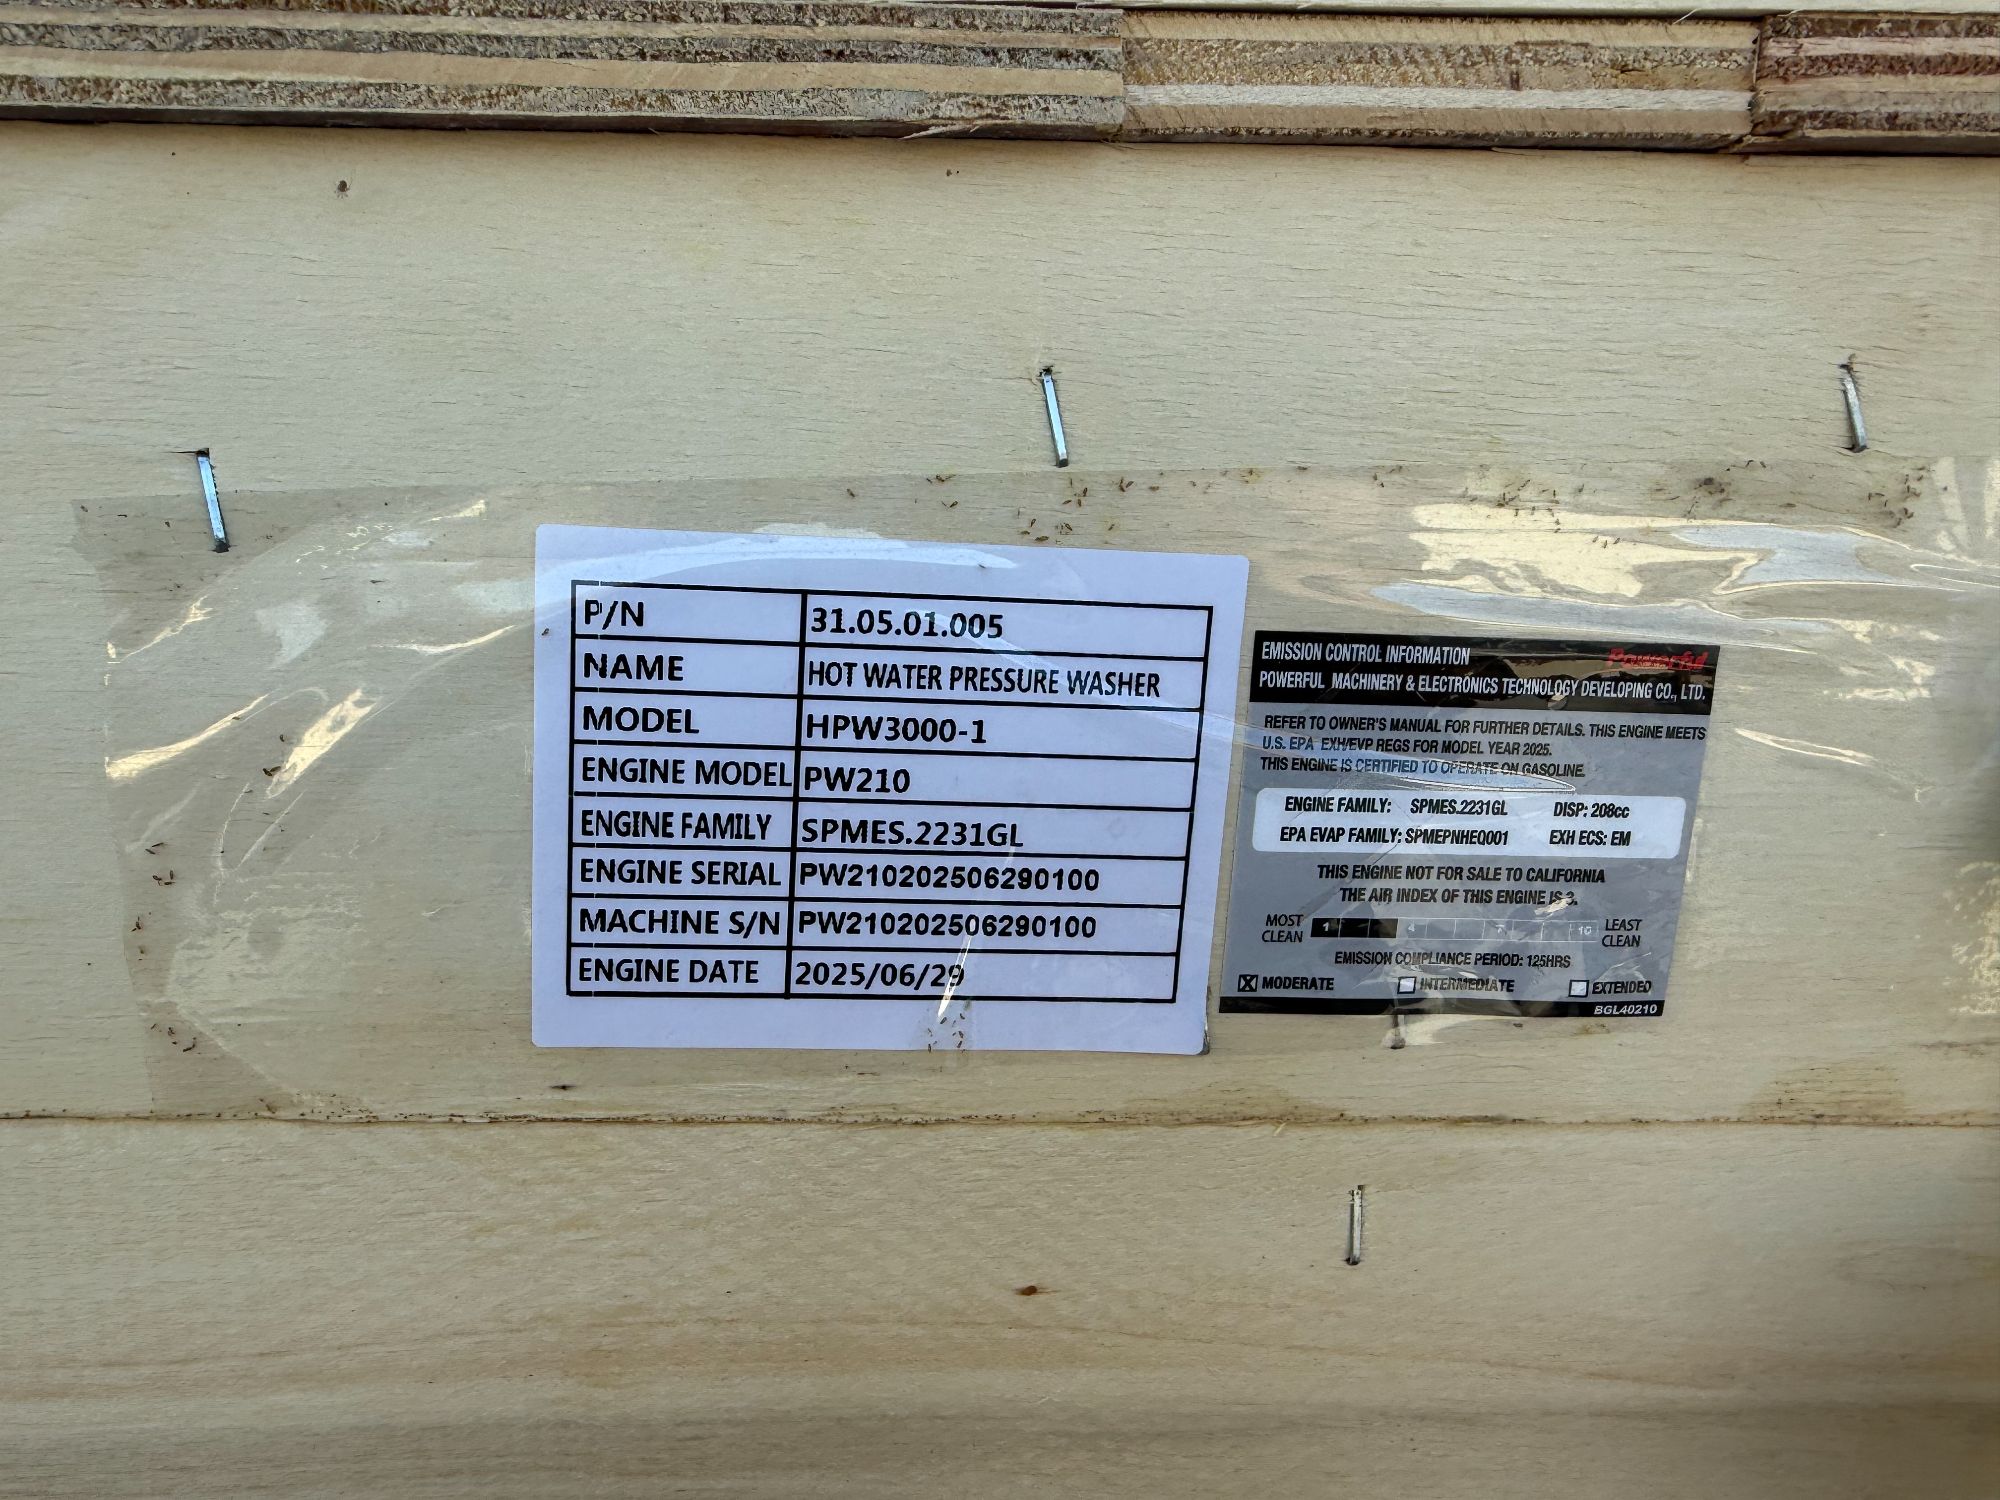 P/N 31.05.01.005
NAME HOT WATER PRESSURE WASHER
MODEL HPW3000-1
ENGINE MODEL PW210
ENGINE FAMILY SPMES.2231GL
ENGINE SERIAL PW210202506290100
MACHINE S/N PW210202506290100
ENGINE DATE 2025/06/29
EMISSION CONTROL INFORMATION Powerful
POWERFUL MACHINERY & ELECTRONICS TECHNOLOGY DEVELOPING CO., LTD.
REFER TO OWNER'S MANUAL FOR FURTHER DETAILS. THIS ENGINE MEETS
U.S. EPA EXH/EVP REGS FOR MODEL YEAR 2025.
THIS ENGINE IS CERTIFIED TO OPERATE ON GASOLINE.
ENGINE FAMILY: SPMES.2231GL DISP: 208cc
EPA EVAP FAMILY: SPMEPNHEQ001 EXH ECS: EM
THIS ENGINE NOT FOR SALE TO CALIFORNIA
THE AIR INDEX OF THIS ENGINE IS 3.
MOST CLEAN 1 4 7 10 LEAST CLEAN
EMISSION COMPLIANCE PERIOD: 125HRS
MODERATE INTERMEDIATE EXTENDED
BGL40210